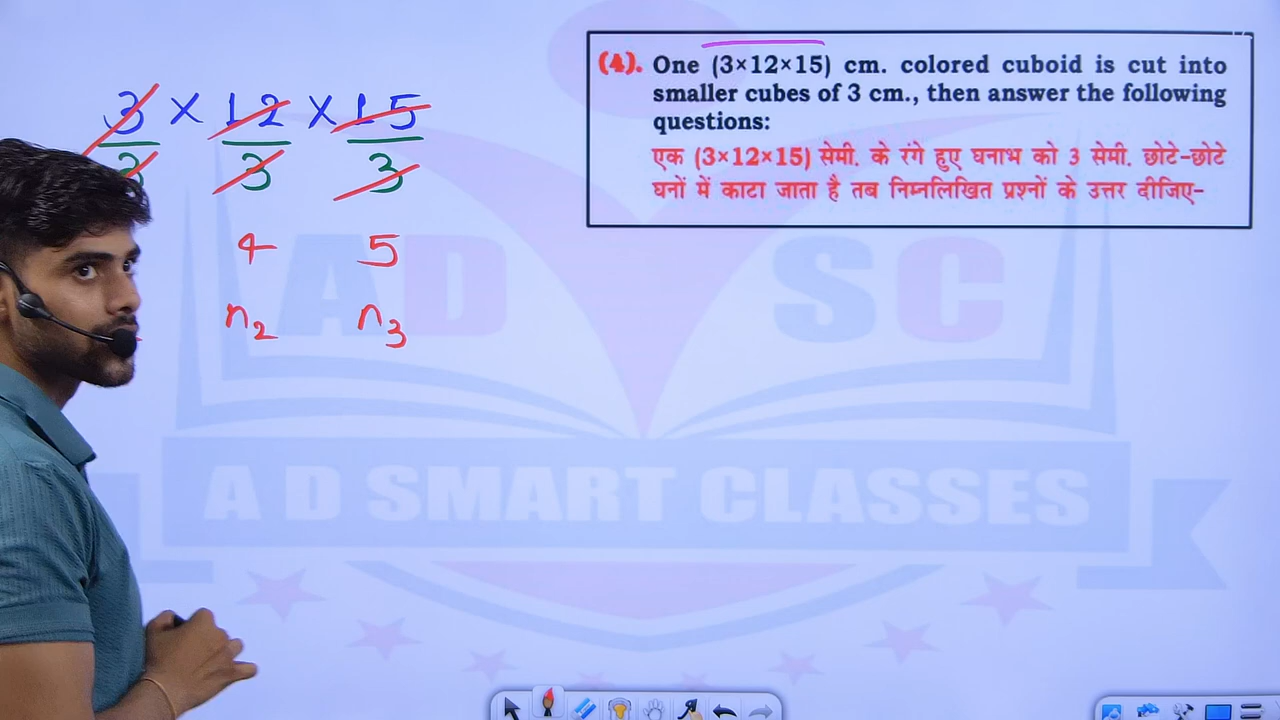 3 × 12 × 15
3 3 3
4 5
n2 n3
(4). One (3×12×15) cm. colored cuboid is cut into
smaller cubes of 3 cm., then answer the following
questions:
एक (3×12×15) सेमी. के रंगे हुए घनाभ को 3 सेमी. छोटे-छोटे
घनों में काटा जाता है तब निम्नलिखित प्रश्नों के उत्तर दीजिए-
AD SC
A D SMART CLASSES